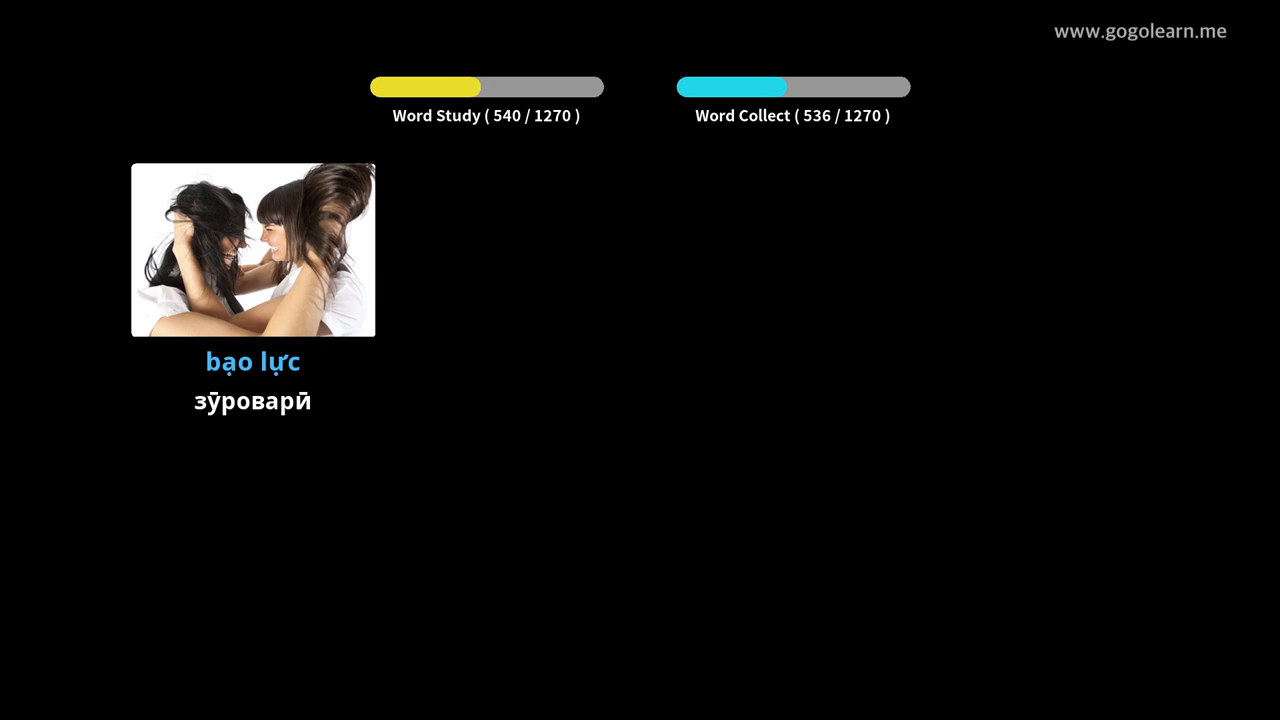 www.gogolearn.me
Word Study ( 540 / 1270 )
Word Collect ( 536 / 1270 )
bạo lực
зӯроварӣ